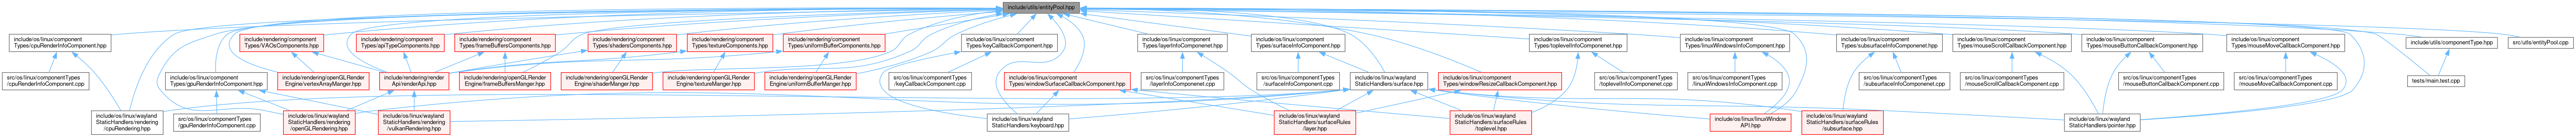 include/utils/entityPool.hpp
include/os/linux/component
Types/cpuRenderInfoComponent.hpp
include/rendering/component
Types/VAOsComponents.hpp
include/rendering/component
Types/apiTypeComponents.hpp
include/rendering/component
Types/frameBuffersComponents.hpp
include/rendering/component
Types/shadersComponents.hpp
include/rendering/component
Types/textureComponents.hpp
include/rendering/component
Types/uniformBufferComponents.hpp
include/os/linux/component
Types/keyCallbackComponent.hpp
include/os/linux/component
Types/layerInfoComponenet.hpp
include/os/linux/component
Types/surfaceInfoComponent.hpp
include/os/linux/component
Types/toplevelInfoComponenet.hpp
include/os/linux/component
Types/linuxWindowsInfoComponent.hpp
include/os/linux/component
Types/subsurfaceInfoComponenet.hpp
include/os/linux/component
Types/mouseScrollCallbackComponent.hpp
include/os/linux/component
Types/mouseButtonCallbackComponent.hpp
include/os/linux/component
Types/mouseMoveCallbackComponent.hpp
include/utils/componentType.hpp
src/utils/entityPool.cpp
src/os/linux/componentTypes
/cpuRenderInfoComponent.cpp
include/os/linux/component
Types/gpuRenderInfoComponent.hpp
include/rendering/openGLRender
Engine/vertexArrayManger.hpp
include/rendering/render
Api/renderApi.hpp
include/rendering/openGLRender
Engine/frameBuffersManger.hpp
include/rendering/openGLRender
Engine/shaderManger.hpp
include/rendering/openGLRender
Engine/textureManger.hpp
include/rendering/openGLRender
Engine/uniformBufferManger.hpp
src/os/linux/componentTypes
/keyCallbackComponent.cpp
include/os/linux/component
Types/windowSurfaceCallbackComponent.hpp
src/os/linux/componentTypes
/layerInfoComponenet.cpp
src/os/linux/componentTypes
/surfaceInfoComponent.cpp
include/os/linux/wayland
StaticHandlers/surface.hpp
include/os/linux/component
Types/windowResizeCallbackComponent.hpp
src/os/linux/componentTypes
/toplevelInfoComponenet.cpp
src/os/linux/componentTypes
/linuxWindowsInfoComponent.cpp
src/os/linux/componentTypes
/subsurfaceInfoComponenet.cpp
src/os/linux/componentTypes
/mouseScrollCallbackComponent.cpp
src/os/linux/componentTypes
/mouseButtonCallbackComponent.cpp
src/os/linux/componentTypes
/mouseMoveCallbackComponent.cpp
tests/main.test.cpp
include/os/linux/wayland
StaticHandlers/rendering
/cpuRendering.hpp
src/os/linux/componentTypes
/gpuRenderInfoComponent.cpp
include/os/linux/wayland
StaticHandlers/rendering
/openGLRendering.hpp
include/os/linux/wayland
StaticHandlers/rendering
/vulkanRendering.hpp
include/os/linux/wayland
StaticHandlers/keyboard.hpp
include/os/linux/wayland
StaticHandlers/surfaceRules
/layer.hpp
include/os/linux/wayland
StaticHandlers/surfaceRules
/toplevel.hpp
include/os/linux/linuxWindow
API.hpp
include/os/linux/wayland
StaticHandlers/surfaceRules
/subsurface.hpp
include/os/linux/wayland
StaticHandlers/pointer.hpp